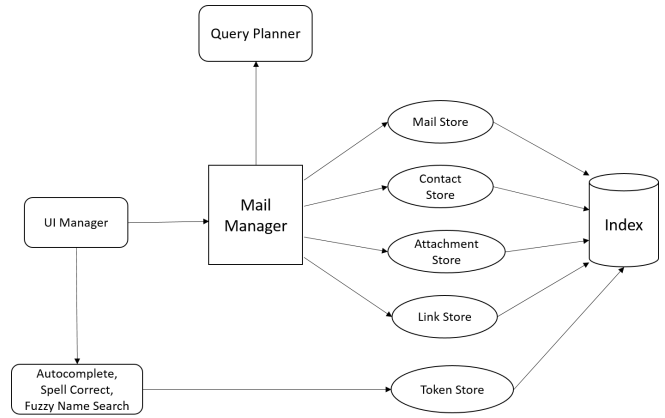 Query Planner
Mail Store
Contact
Store
Mail
Manager
UI Manager
Index
Attachment
Store
Link Store
Autocomplete,
Spell Correct,
Fuzzy Name Search
Token Store